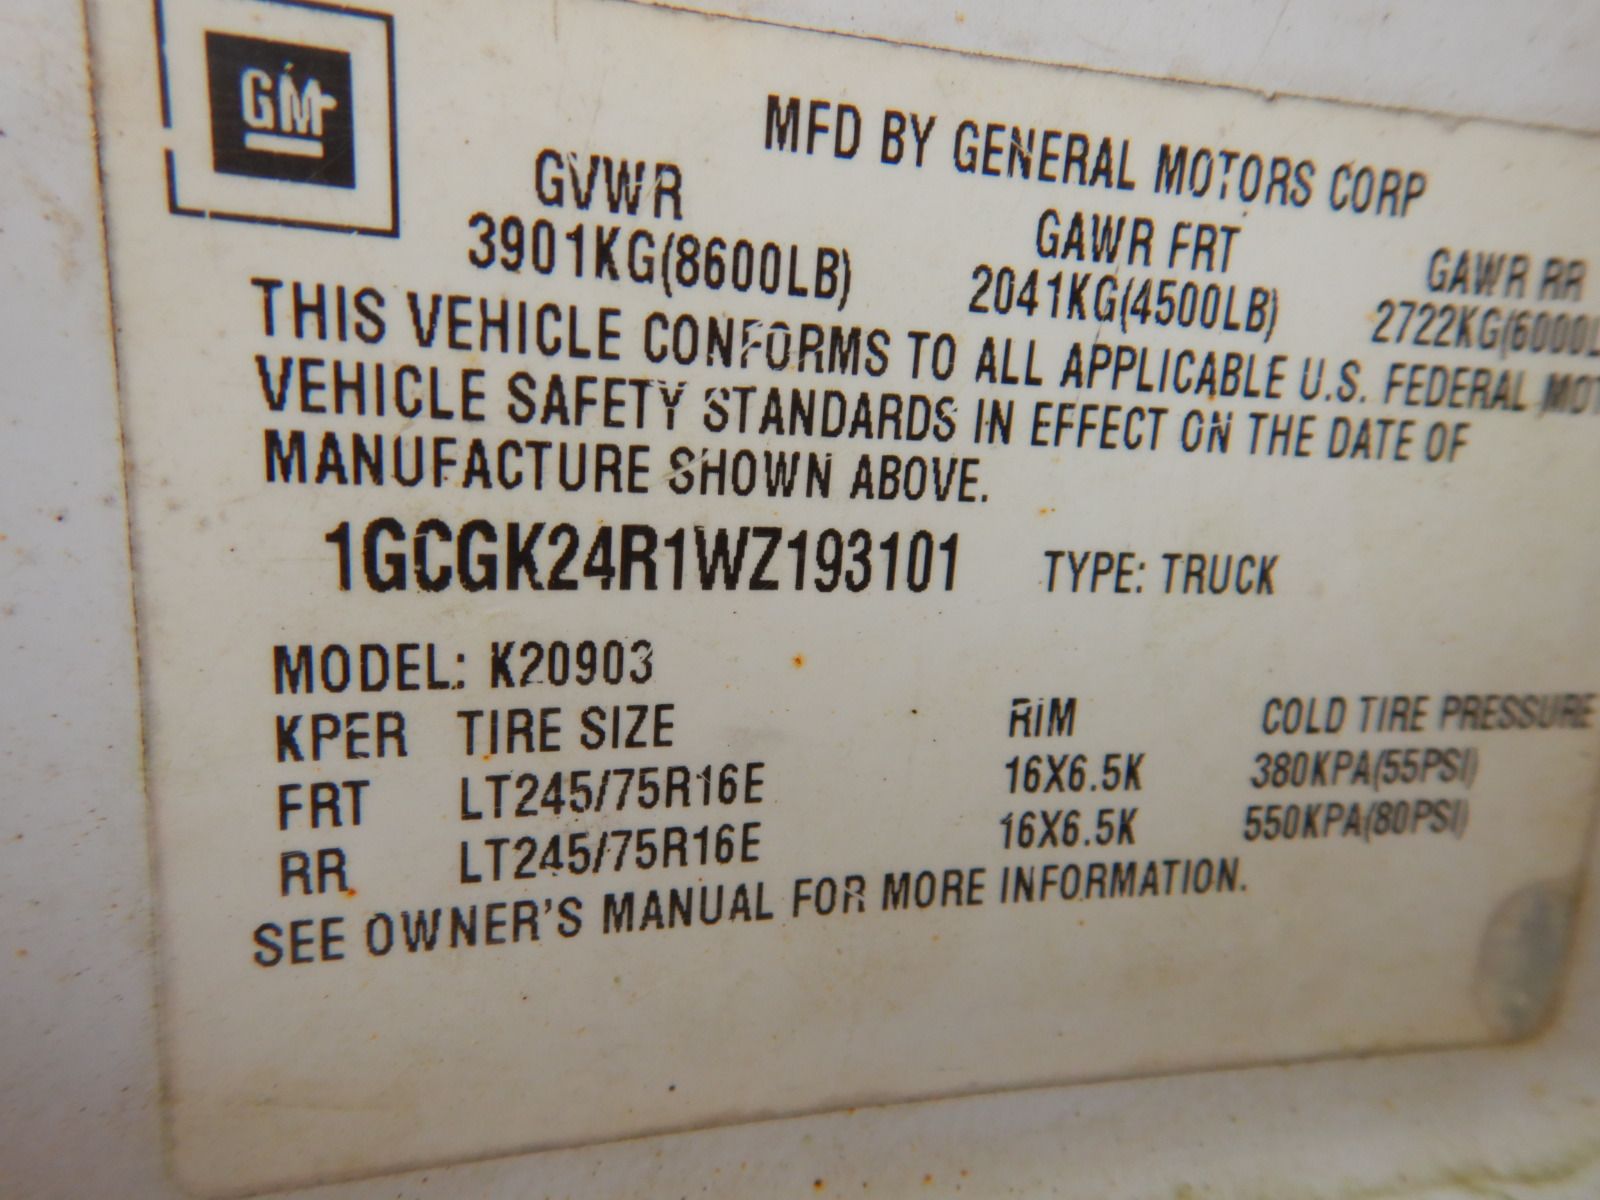 GM
MFD BY GENERAL MOTORS CORP
GVWR GAWR FRT GAWR RR
3901KG(8600LB) 2041KG(4500LB) 2722KG(6000L
THIS VEHICLE CONFORMS TO ALL APPLICABLE U.S. FEDERAL MOT
VEHICLE SAFETY STANDARDS IN EFFECT ON THE DATE OF
MANUFACTURE SHOWN ABOVE.
1GCGK24R1WZ193101 TYPE: TRUCK
MODEL: K20903
KPER TIRE SIZE RIM COLD TIRE PRESSURE
FRT LT245/75R16E 16X6.5K 380KPA(55PSI)
RR LT245/75R16E 16X6.5K 550KPA(80PSI)
SEE OWNER'S MANUAL FOR MORE INFORMATION.